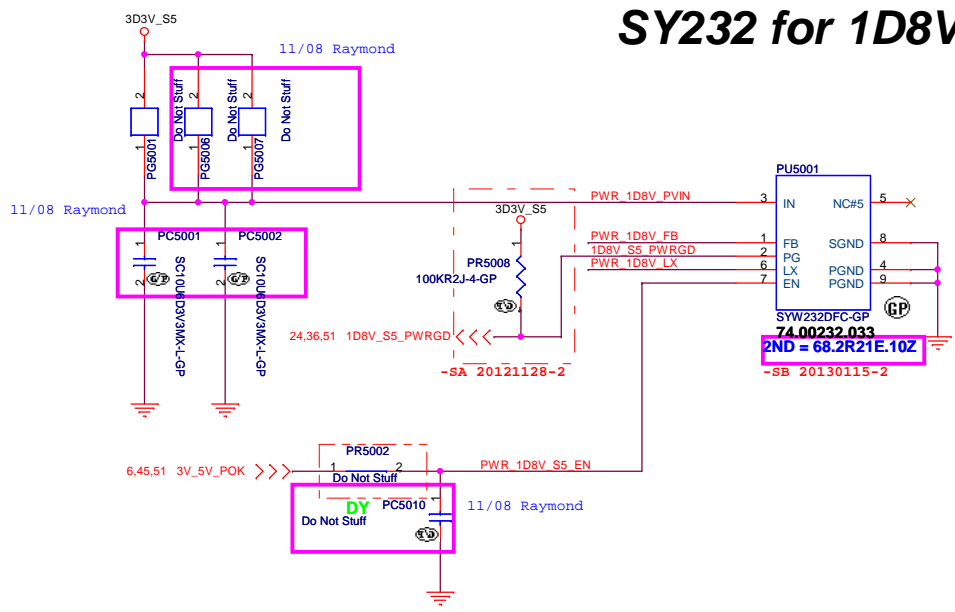 SY232 for 1D8V
3D3V_S5
11/08 Raymond
2
2
2
Do Not Stuff
Do Not Stuff
Do Not Stuff
1
PG5001
1
PG5006
1
PG5007
11/08 Raymond
1
PC5001
1
PC5002
2
2
SC10U6D3V3MX-L-GP
SC10U6D3V3MX-L-GP
3D3V_S5
1
PR5008
100KR2J-4-GP
2
24,36,51 1D8V_S5_PWRGD
-SA 20121128-2
PWR_1D8V_PVIN
PWR_1D8V_FB
1D8V_S5_PWRGD
PWR_1D8V_LX
PU5001
3 IN NC#5 5
1 FB SGND 8
2 PG
6 LX PGND 4
7 EN PGND 9
GP
SYW232DFC-GP
74.00232.033
2ND = 68.2R21E.10Z
-SB 20130115-2
PR5002
6,45,51 3V_5V_POK
1 2
PWR_1D8V_S5_EN
Do Not Stuff
DY
PC5010
1
11/08 Raymond
Do Not Stuff